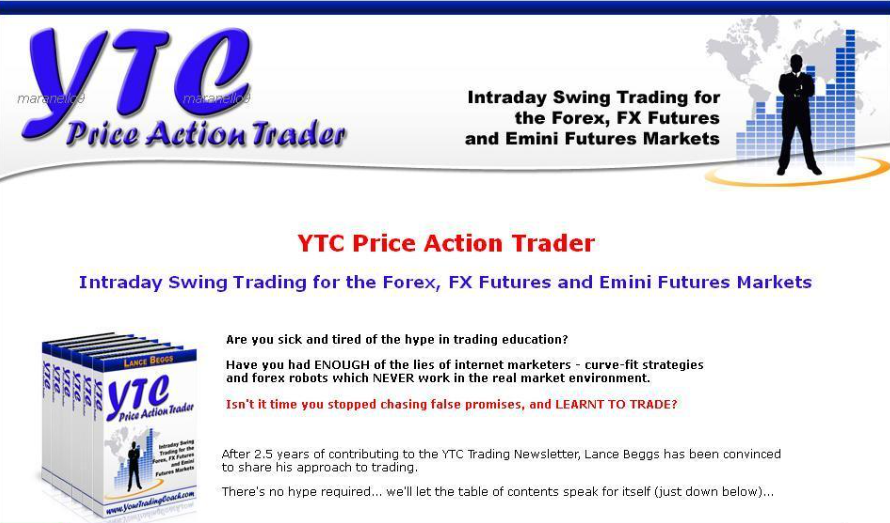 YTC
maranello9
maranello9
Price Action Trader
Intraday Swing Trading for
the Forex, FX Futures
and Emini Futures Markets
YTC Price Action Trader
Intraday Swing Trading for the Forex, FX Futures and Emini Futures Markets
LANCE BEGGS
YTC
Price Action Trader
Intraday Swing
Trading for the
Forex, FX Futures
and Emini
Futures Markets
www.YourTradingCoach.com
Are you sick and tired of the hype in trading education?
Have you had ENOUGH of the lies of internet marketers - curve-fit strategies
and forex robots which NEVER work in the real market environment.
Isn't it time you stopped chasing false promises, and LEARNT TO TRADE?
After 2.5 years of contributing to the YTC Trading Newsletter, Lance Beggs has been convinced
to share his approach to trading.
There's no hype required... we'll let the table of contents speak for itself (just down below)...